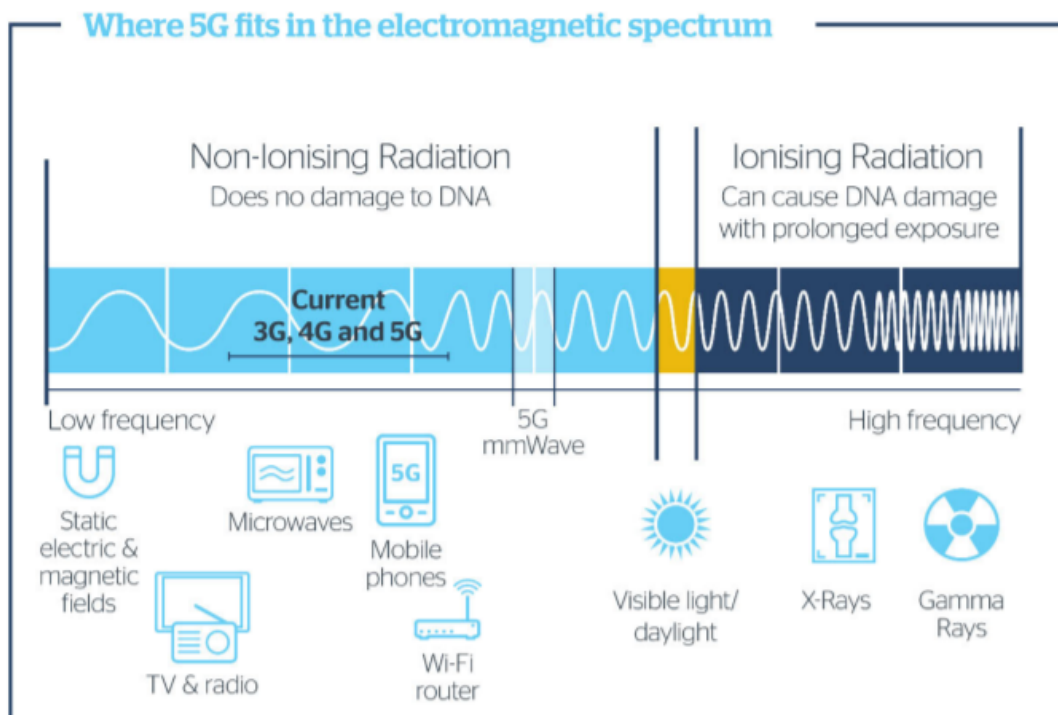 Where 5G fits in the electromagnetic spectrum
Non-Ionising Radiation
Does no damage to DNA
Ionising Radiation
Can cause DNA damage
with prolonged exposure
Current
3G, 4G and 5G
Low frequency
5G
mmWave
High frequency
Static
electric &
magnetic
fields
TV & radio
Microwaves
5G
Mobile
phones
Wi-Fi
router
Visible light/
daylight
X-Rays
Gamma
Rays